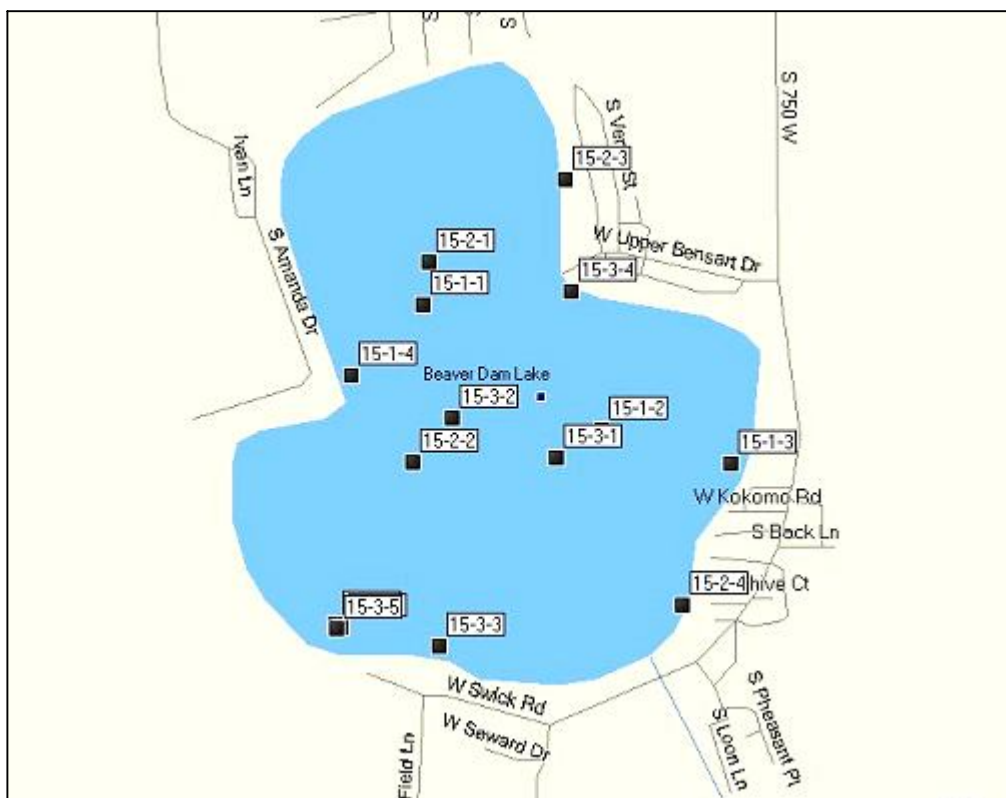 S
S
S
S 750 W
Ivan Ln
15-2-3
15-2-1
W Upper Bensart Dr
S Amanda Dr
15-3-4
15-1-1
15-1-4
Beaver Dam Lake
15-3-2
15-1-2
15-3-1
15-2-2
15-1-3
W Kokomo Rd
S Back Ln
15-2-4
hive Ct
15-3-5
15-3-3
W Swick Rd
W Seward Dr
S Pheasant Pl
S Loon Ln
Field Ln